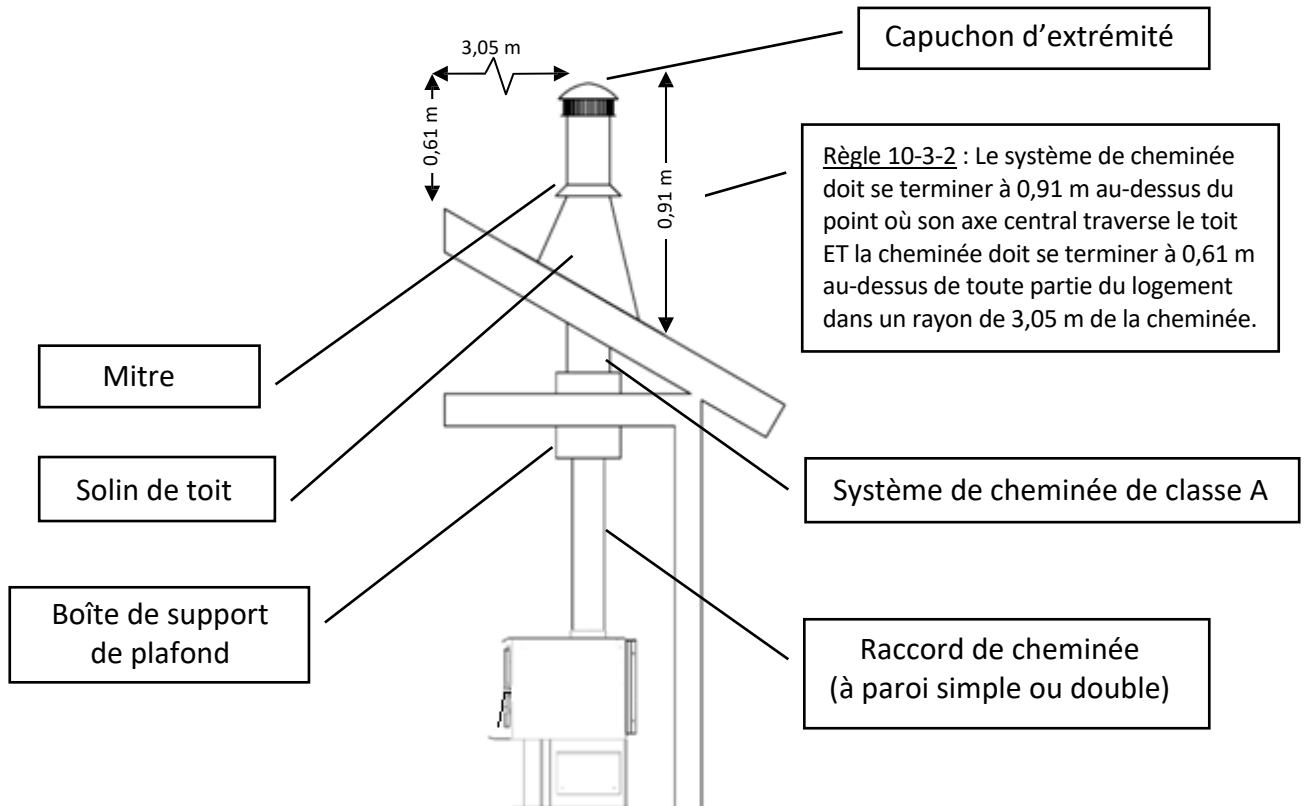 Capuchon d’extrémité
3,05 m
0,61 m
0,91 m
Règle 10-3-2 : Le système de cheminée
doit se terminer à 0,91 m au-dessus du
point où son axe central traverse le toit
ET la cheminée doit se terminer à 0,61 m
au-dessus de toute partie du logement
dans un rayon de 3,05 m de la cheminée.
Mitre
Solin de toit
Système de cheminée de classe A
Boîte de support
de plafond
Raccord de cheminée
(à paroi simple ou double)